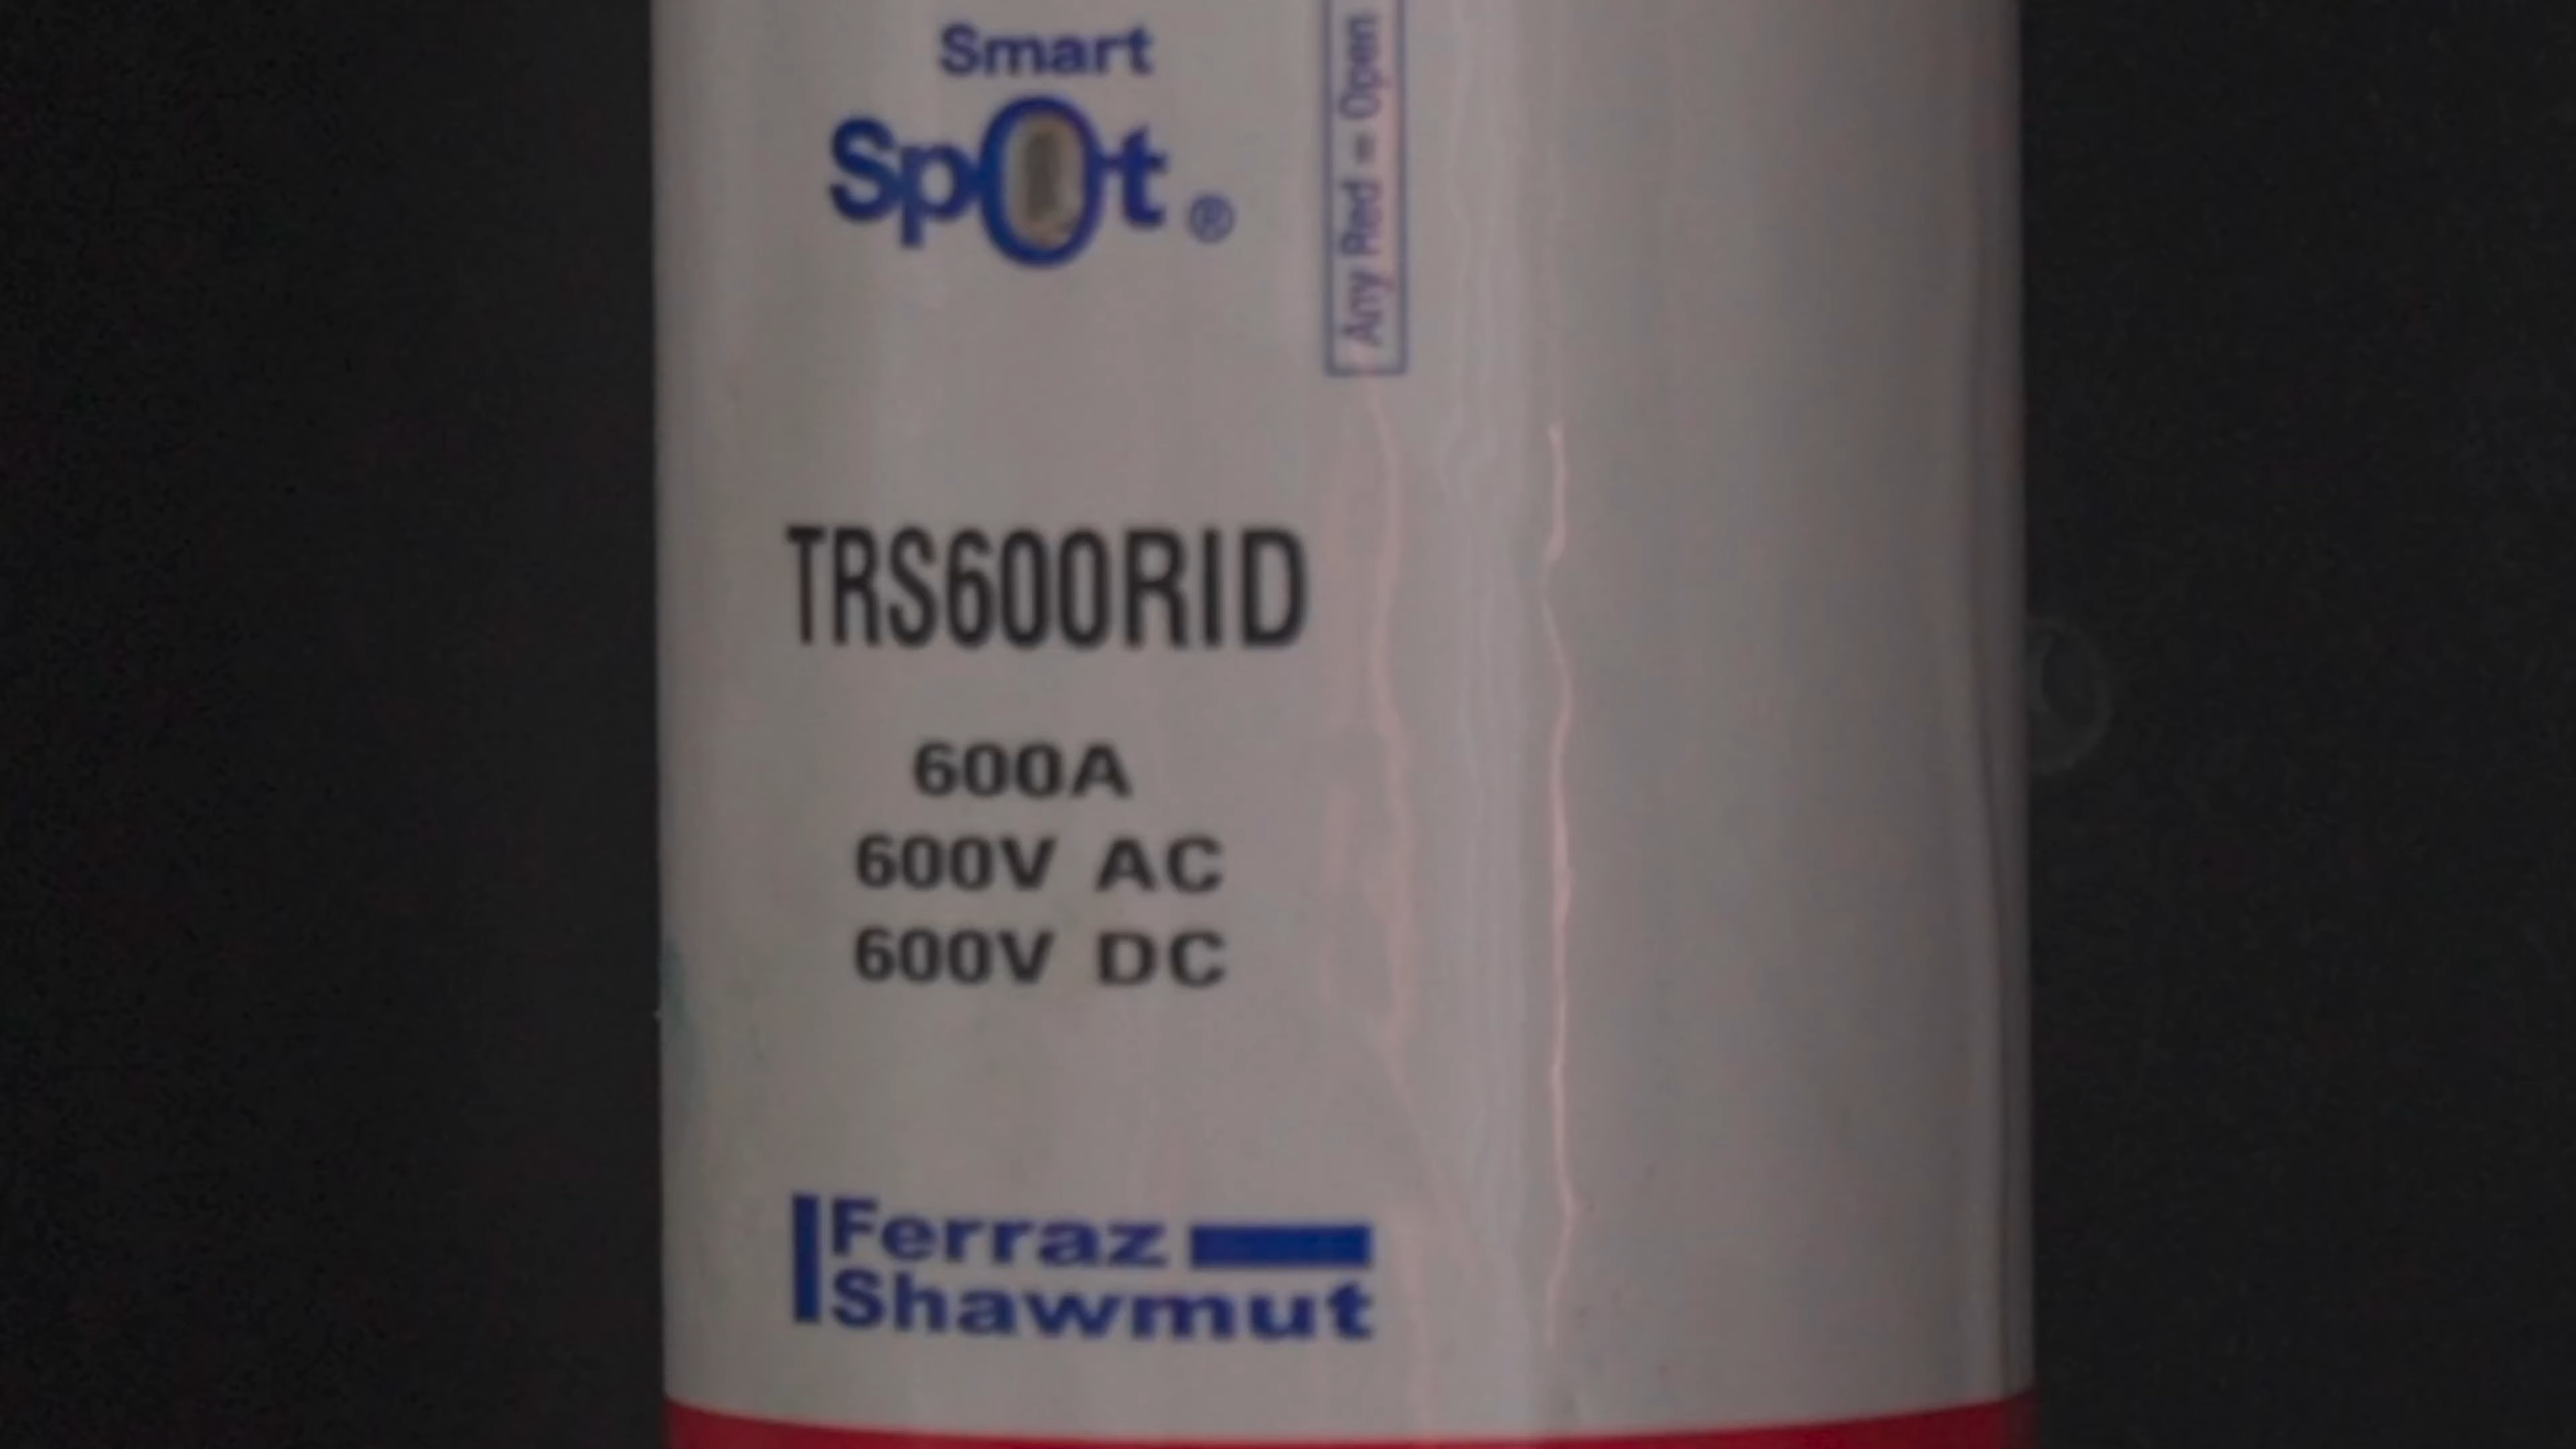 Smart
SpOt ®
Any Red = Open
TRS600RID
600A
600V AC
600V DC
Ferraz
Shawmut